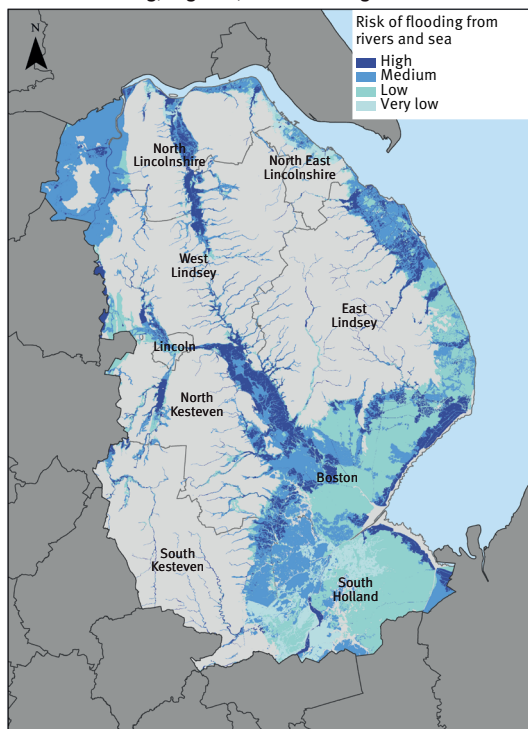 Risk of flooding from
rivers and sea
High
Medium
Low
Very low
N
North
Lincolnshire
North East
Lincolnshire
West
Lindsey
East
Lindsey
Lincoln
North
Kesteven
Boston
South
Kesteven
South
Holland